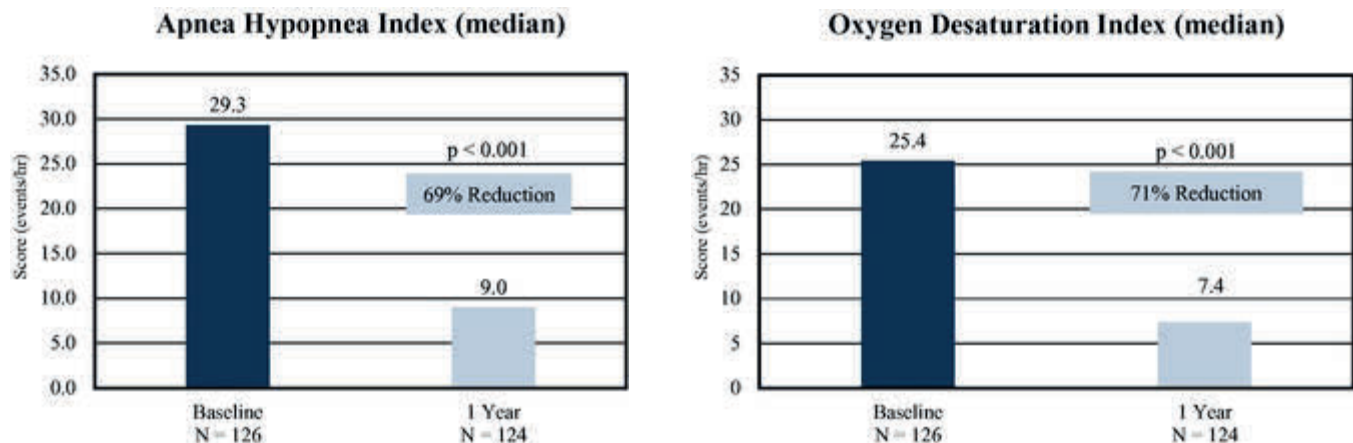 Apnea Hypopnea Index (median)
35.0
30.0
25.0
20.0
15.0
10.0
5.0
0.0
Score (events/hr)
29.3
p < 0.001
69% Reduction
9.0
Baseline
N = 126
1 Year
N = 124
Oxygen Desaturation Index (median)
35
30
25
20
15
10
5
0
Score (events/hr)
25.4
p < 0.001
71% Reduction
7.4
Baseline
N = 126
1 Year
N = 124